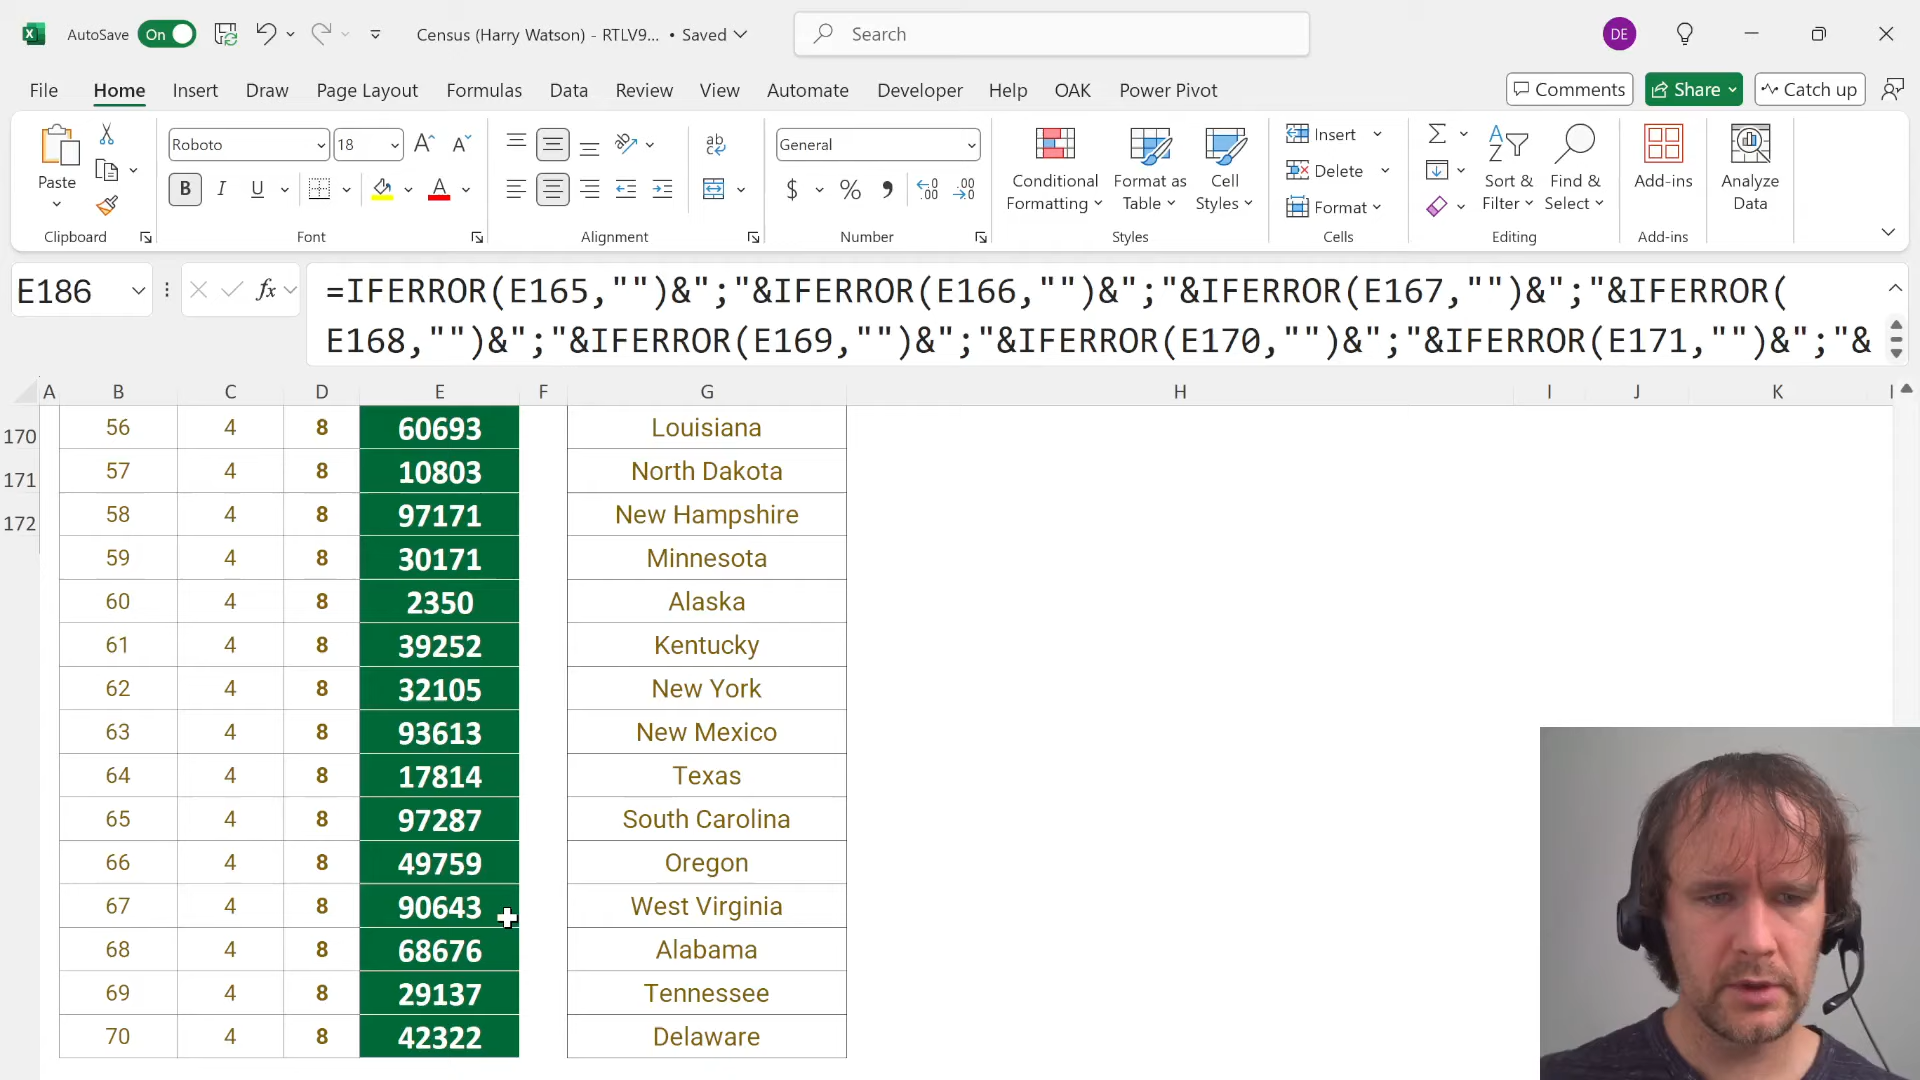 AutoSave On Census (Harry Watson) - RTLV9... • Saved Search DE
File Home Insert Draw Page Layout Formulas Data Review View Automate Developer Help OAK Power Pivot Comments Share Catch up
Paste Roboto 18 General Conditional Formatting Format as Table Cell Styles Insert Delete Format Sort & Filter Find & Select Add-ins Analyze Data
B I U A ab c $ % , .00 .0
Clipboard Font Alignment Number Styles Cells Editing Add-ins
E186 fx =IFERROR(E165,"")&";"&IFERROR(E166,"")&";"&IFERROR(E167,"")&";"&IFERROR(
E168,"")&";"&IFERROR(E169,"")&";"&IFERROR(E170,"")&";"&IFERROR(E171,"")&";"&
A B C D E F G H I J K
170 56 4 8 60693 Louisiana
171 57 4 8 10803 North Dakota
172 58 4 8 97171 New Hampshire
59 4 8 30171 Minnesota
60 4 8 2350 Alaska
61 4 8 39252 Kentucky
62 4 8 32105 New York
63 4 8 93613 New Mexico
64 4 8 17814 Texas
65 4 8 97287 South Carolina
66 4 8 49759 Oregon
67 4 8 90643 West Virginia
68 4 8 68676 Alabama
69 4 8 29137 Tennessee
70 4 8 42322 Delaware